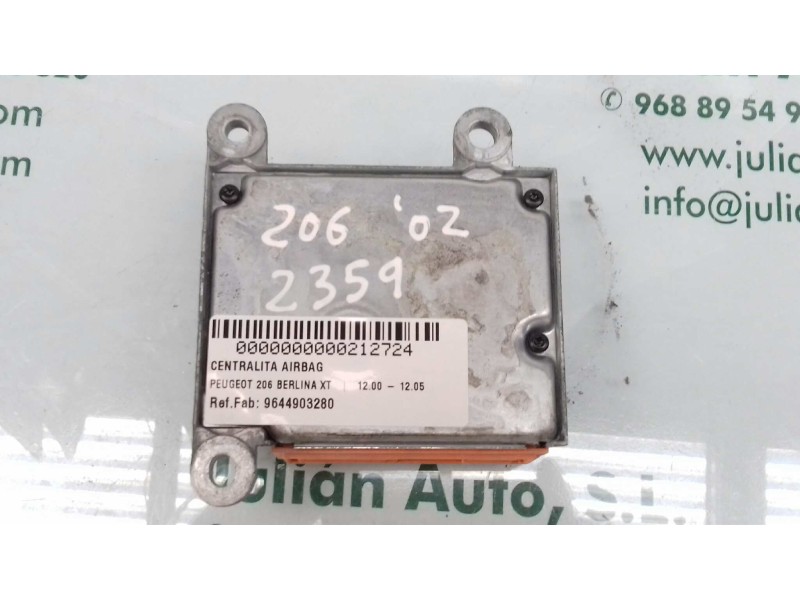 .com
968 89 54 9
www.julia
info@julia
206 '02
2359
0000000000212724
CENTRALITA AIRBAG
PEUGEOT 206 BERLINA XT | 12.00 – 12.05
Ref.Fab: 9644903280
Julián Auto, S.L.